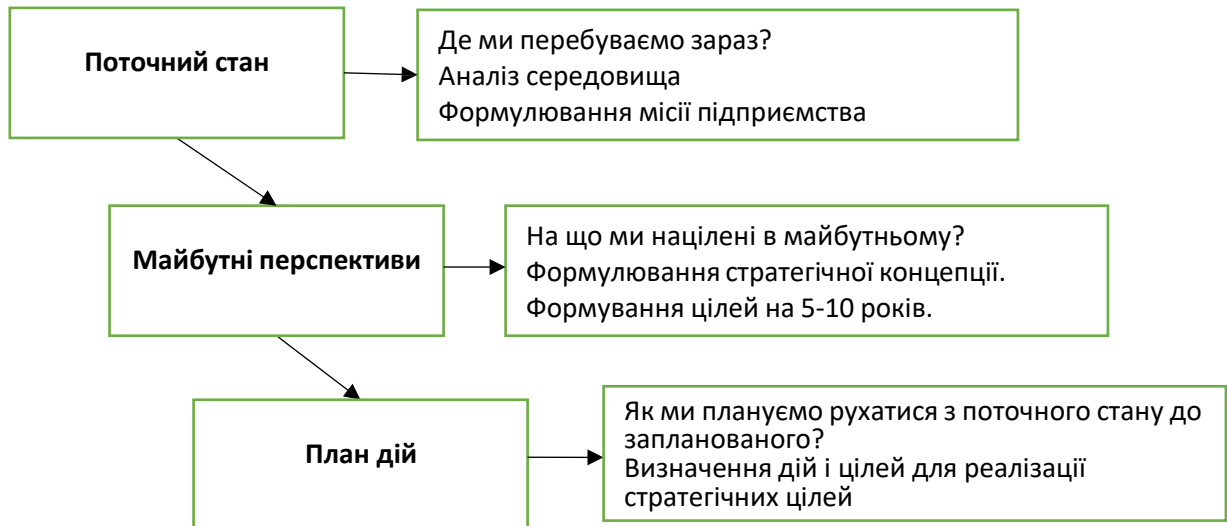 Поточний стан
Де ми перебуваємо зараз?
Аналіз середовища
Формулювання місії підприємства
Майбутні перспективи
На що ми націлені в майбутньому?
Формулювання стратегічної концепції.
Формування цілей на 5-10 років.
План дій
Як ми плануємо рухатися з поточного стану до
запланованого?
Визначення дій і цілей для реалізації
стратегічних цілей